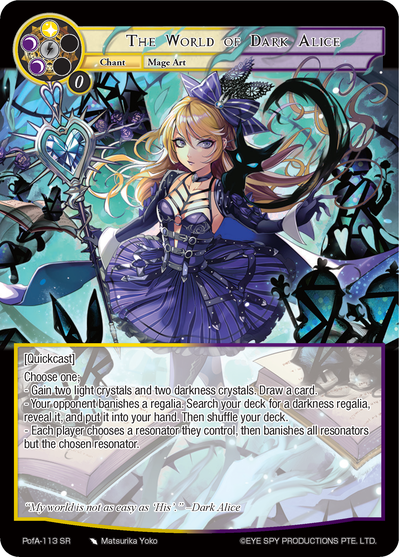 The World of Dark Alice
Chant Mage Art
0
[Quickcast]
Choose one:
- Gain two light crystals and two darkness crystals. Draw a card.
- Your opponent banishes a regalia. Search your deck for a darkness regalia,
reveal it, and put it into your hand. Then shuffle your deck.
- Each player chooses a resonator they control, then banishes all resonators
but the chosen resonator.
"My world is not as easy as ‘His’." –Dark Alice
PofA-113 SR Matsurika Yoko ©EYE SPY PRODUCTIONS PTE. LTD.